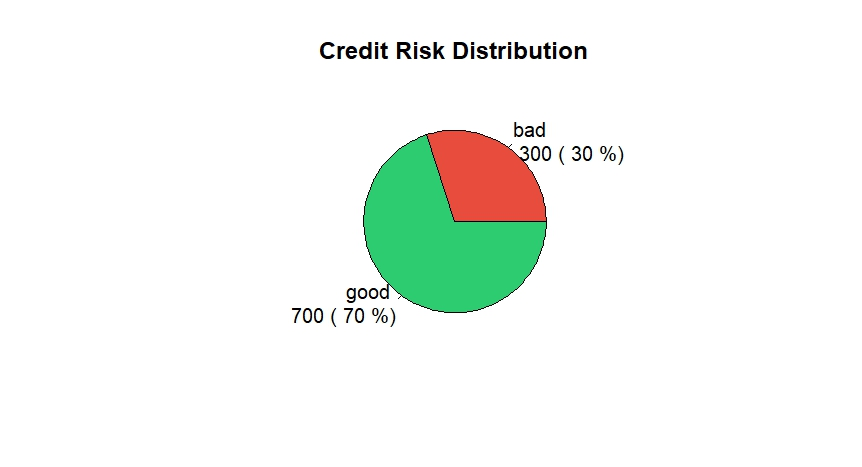 Credit Risk Distribution
bad
300 ( 30 %)
good
700 ( 70 %)